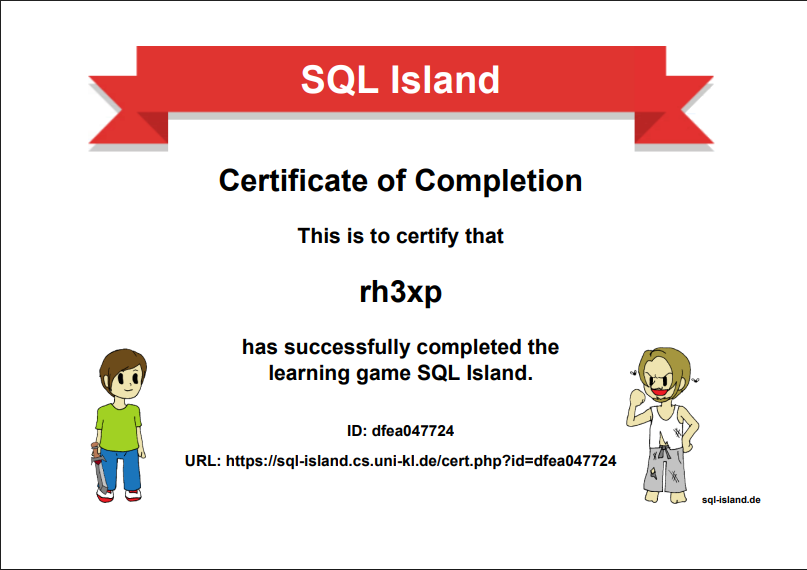 SQL Island
Certificate of Completion
This is to certify that
rh3xp
has successfully completed the
learning game SQL Island.
ID: dfea047724
URL: https://sql-island.cs.uni-kl.de/cert.php?id=dfea047724
sql-island.de